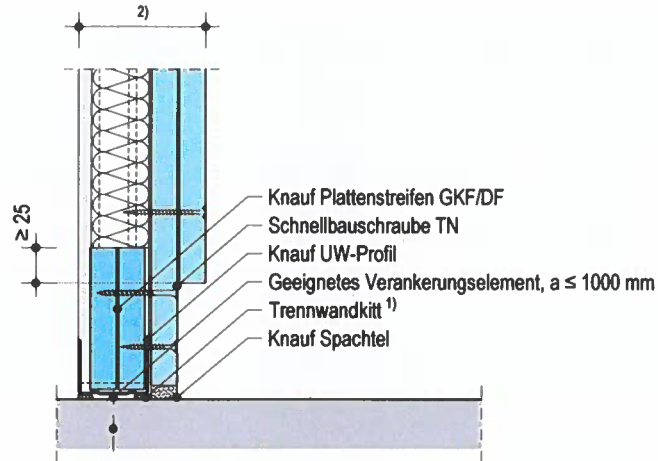 2)
≥ 25
Knauf Plattenstreifen GKF/DF
Schnellbauschraube TN
Knauf UW-Profil
Geeignetes Verankerungselement, a ≤ 1000 mm
Trennwandkitt 1)
Knauf Spachtel